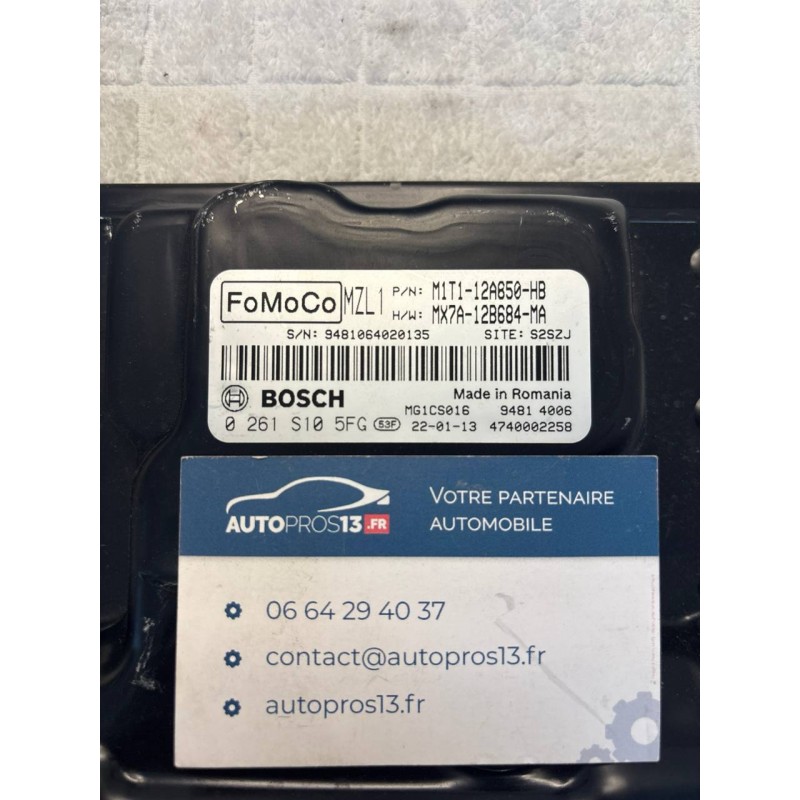 FoMoCo MZL1 P/N: M1T1-12A650-HB
H/W: MX7A-12B684-MA
S/N: 9481064020135 SITE: S2SZJ
BOSCH Made in Romania
MG1CS016 9481 4006
0 261 S10 5FG 53F 22-01-13 4740002258
AUTOPROS13.FR
VOTRE PARTENAIRE
AUTOMOBILE
06 64 29 40 37
contact@autopros13.fr
autopros13.fr